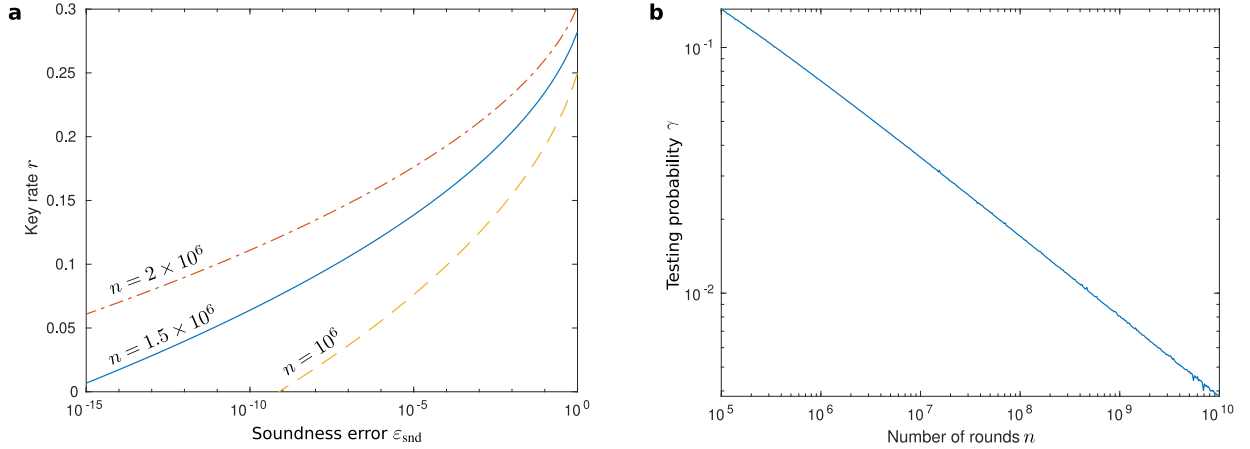 a
0.3
0.25
0.2
0.15
0.1
0.05
0
Key rate r
n = 2 × 10^6
n = 1.5 × 10^6
n = 10^6
10^-15
10^-10
10^-5
10^0
Soundness error ε_snd
b
10^-1
10^-2
Testing probability γ
10^5
10^6
10^7
10^8
10^9
10^10
Number of rounds n